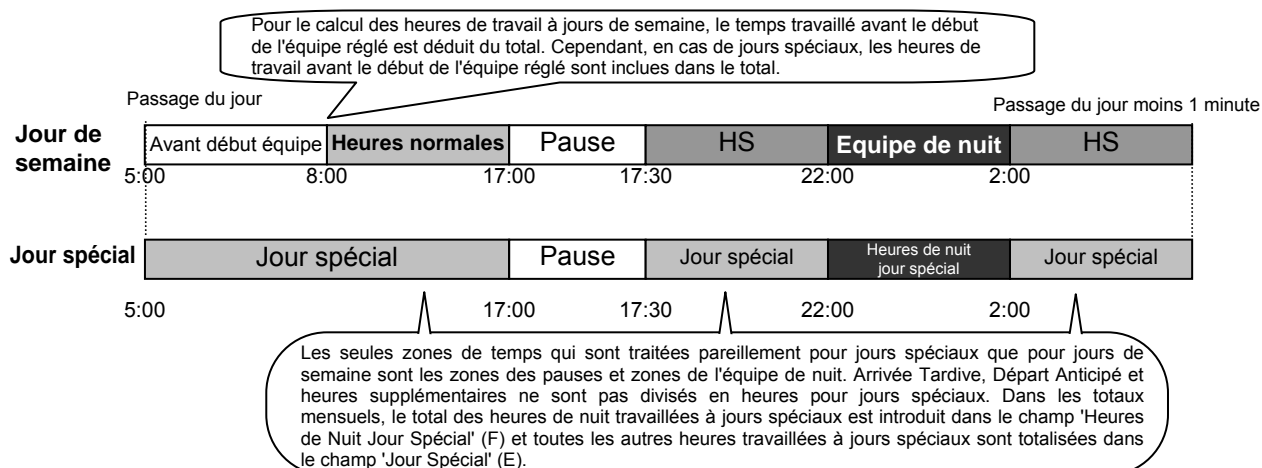 Pour le calcul des heures de travail à jours de semaine, le temps travaillé avant le début
de l'équipe réglé est déduit du total. Cependant, en cas de jours spéciaux, les heures de
travail avant le début de l'équipe réglé sont inclues dans le total.
Passage du jour
Passage du jour moins 1 minute
Jour de
semaine
Avant début équipe
Heures normales
Pause
HS
Equipe de nuit
HS
5:00
8:00
17:00
17:30
22:00
2:00
Jour spécial
Jour spécial
Pause
Jour spécial
Heures de nuit
jour spécial
Jour spécial
5:00
17:00
17:30
22:00
2:00
Les seules zones de temps qui sont traitées pareillement pour jours spéciaux que pour jours de
semaine sont les zones des pauses et zones de l'équipe de nuit. Arrivée Tardive, Départ Anticipé et
heures supplémentaires ne sont pas divisés en heures pour jours spéciaux. Dans les totaux
mensuels, le total des heures de nuit travaillées à jours spéciaux est introduit dans le champ 'Heures
de Nuit Jour Spécial' (F) et toutes les autres heures travaillées à jours spéciaux sont totalisées dans
le champ 'Jour Spécial' (E).